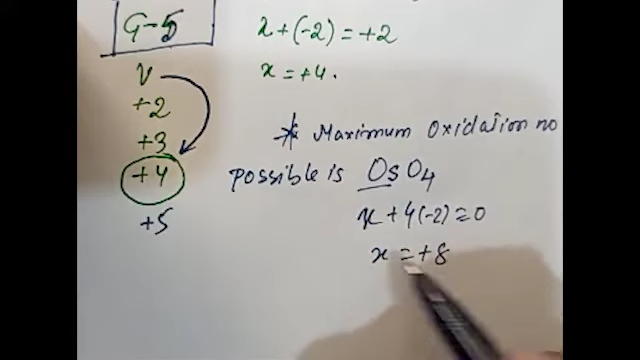 G-5
V
+2
+3
+4
+5
x+(-2)=+2
x=+4.
* Maximum Oxidation no
possible is OsO4
x+4(-2)=0
x=+8